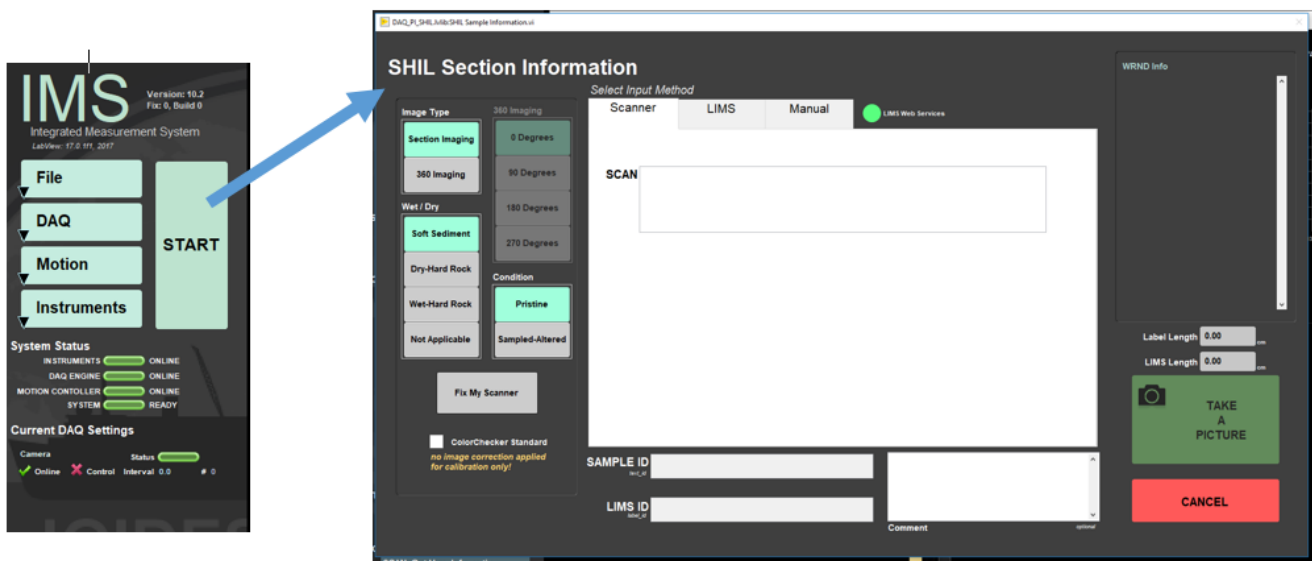 IMS
Version: 10.2
Fix: 0, Build 0
Integrated Measurement System
LabView: 17.0.1f1, 2017
File
DAQ
Motion
Instruments
START
System Status
INSTRUMENTS ONLINE
DAQ ENGINE ONLINE
MOTION CONTOLLER ONLINE
SYSTEM READY
Current DAQ Settings
Camera Status
Online Control Interval 0.0 # 0
JOIDES
DAQ_PI_SHIL.lvlib:SHIL Sample Information.vi
SHIL Section Information
Select Input Method
Scanner LIMS Manual LIMS Web Services
Image Type
Section Imaging
360 Imaging
360 Imaging
0 Degrees
90 Degrees
180 Degrees
270 Degrees
Wet / Dry
Soft Sediment
Dry-Hard Rock
Wet-Hard Rock
Not Applicable
Condition
Pristine
Sampled-Altered
Fix My Scanner
ColorChecker Standard
no image correction applied
for calibration only!
SCAN
SAMPLE ID
text_id
LIMS ID
label_id
Comment optional
WRND Info
Label Length 0.00 cm
LIMS Length 0.00 cm
TAKE
A
PICTURE
CANCEL